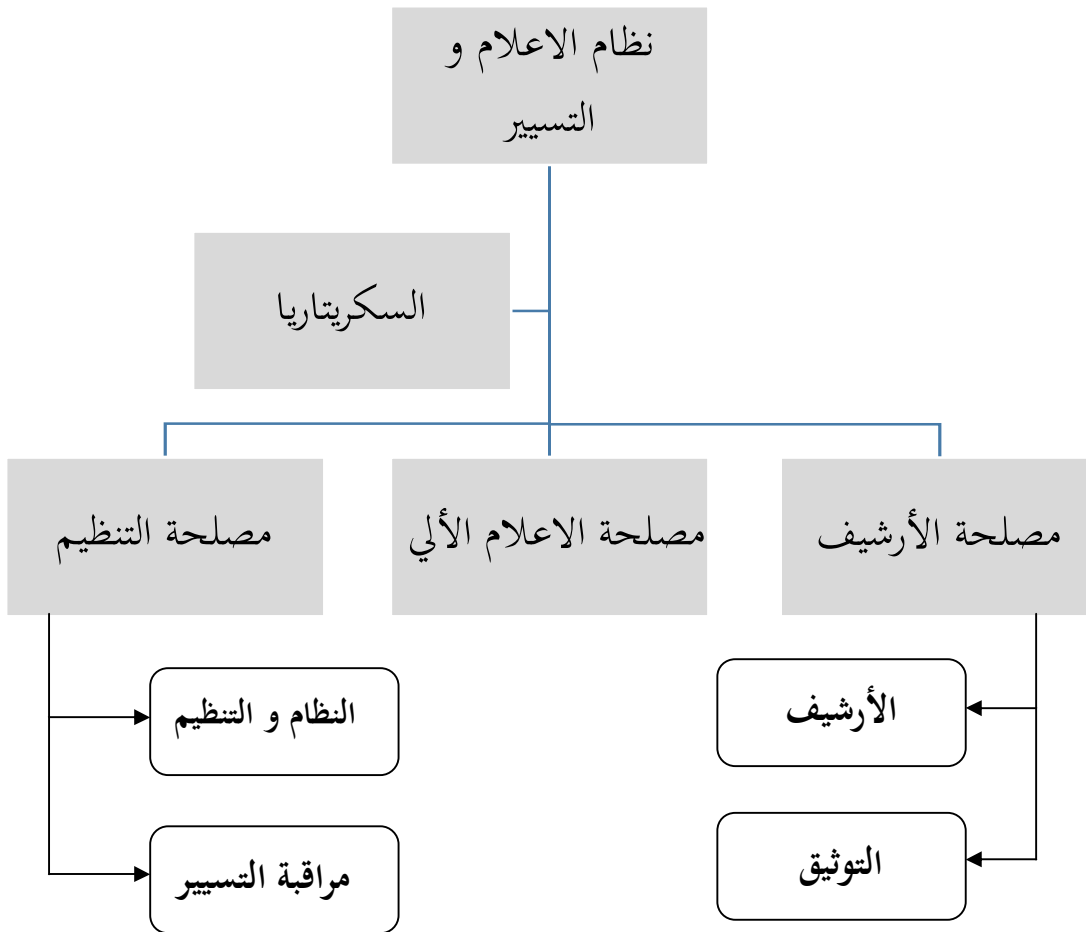 نظام الاعلام و
التسيير
السكريتاريا
مصلحة الأرشيف
مصلحة الاعلام الألي
مصلحة التنظيم
الأرشيف
النظام و التنظيم
التوثيق
مراقبة التسيير